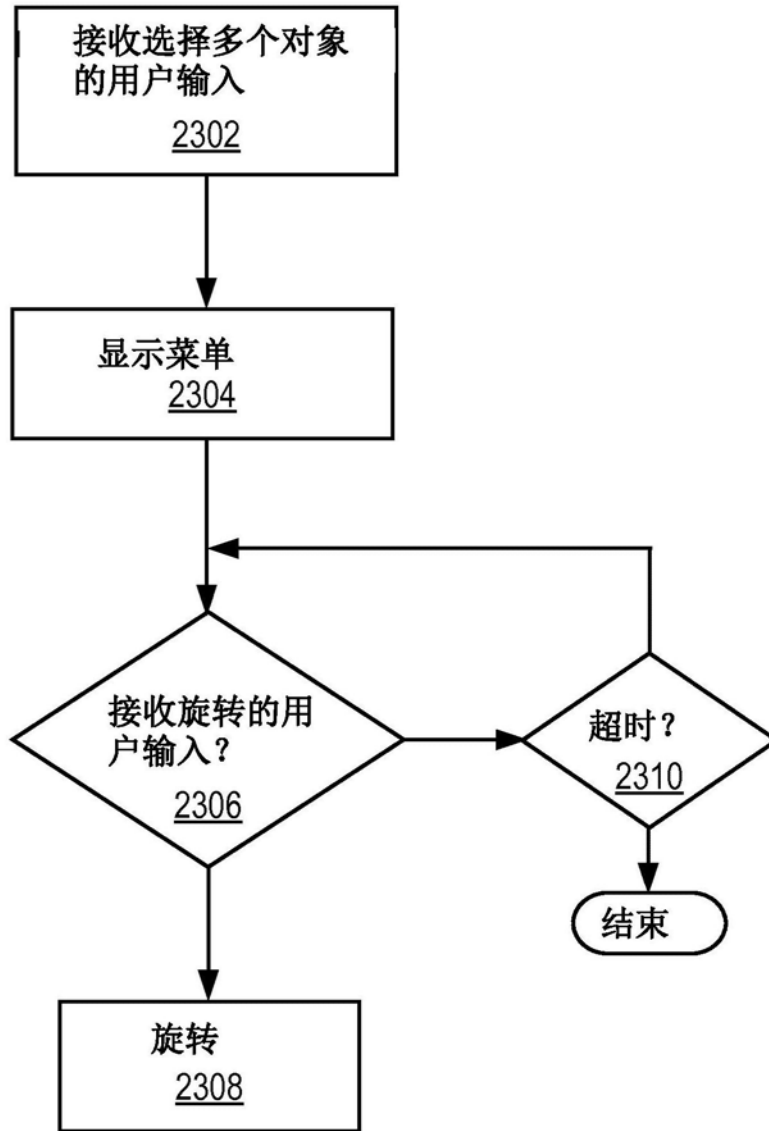 接收选择多个对象
的用户输入
2302
显示菜单
2304
接收旋转的用
户输入？
2306
超时？
2310
结束
旋转
2308